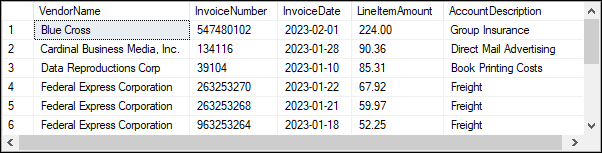 VendorName InvoiceNumber InvoiceDate LineItemAmount AccountDescription
1 Blue Cross 547480102 2023-02-01 224.00 Group Insurance
2 Cardinal Business Media, Inc. 134116 2023-01-28 90.36 Direct Mail Advertising
3 Data Reproductions Corp 39104 2023-01-10 85.31 Book Printing Costs
4 Federal Express Corporation 263253270 2023-01-22 67.92 Freight
5 Federal Express Corporation 263253268 2023-01-21 59.97 Freight
6 Federal Express Corporation 963253264 2023-01-18 52.25 Freight